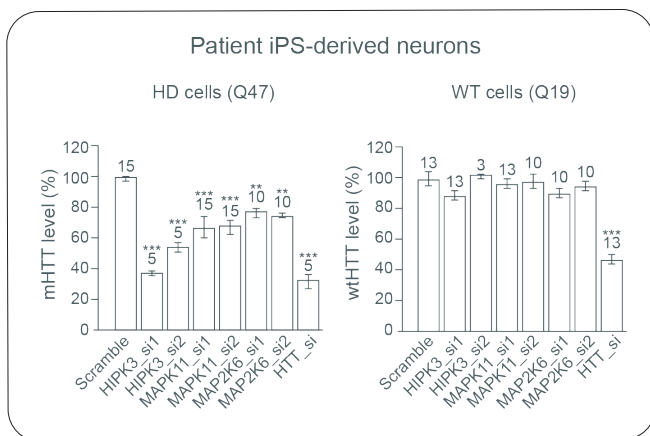 Patient iPS-derived neurons
HD cells (Q47)
mHTT level (%)
120
100
80
60
40
20
0
15
***
5
***
5
***
15
***
15
**
10
**
10
***
5
Scramble
HIPK3_si1
HIPK3_si2
MAPK11_si1
MAPK11_si2
MAP2K6_si1
MAP2K6_si2
HTT_si
WT cells (Q19)
wtHTT level (%)
120
100
80
60
40
20
0
13
13
3
13
10
10
10
***
13
Scramble
HIPK3_si1
HIPK3_si2
MAPK11_si1
MAPK11_si2
MAP2K6_si1
MAP2K6_si2
HTT_si